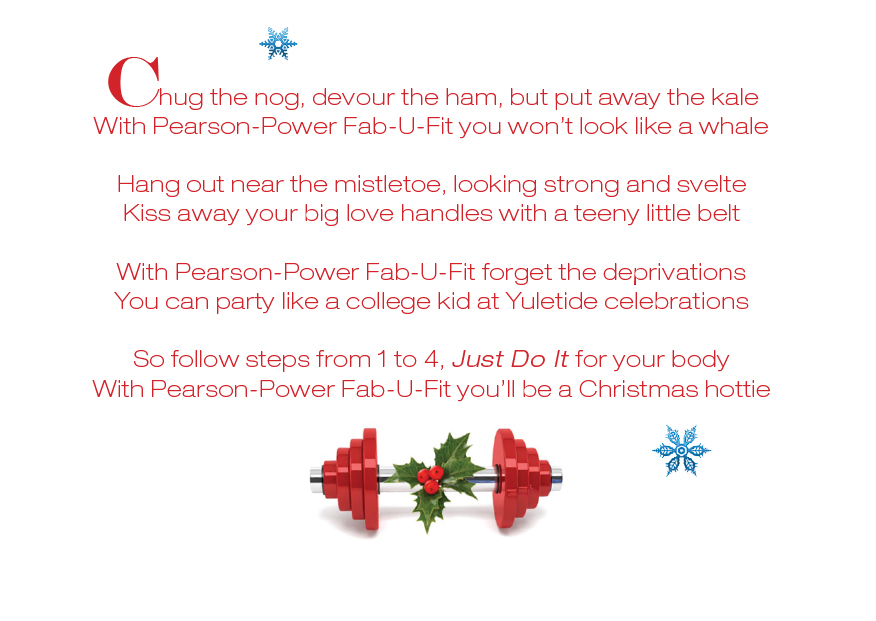 Chug the nog, devour the ham, but put away the kale
With Pearson-Power Fab-U-Fit you won't look like a whale
Hang out near the mistletoe, looking strong and svelte
Kiss away your big love handles with a teeny little belt
With Pearson-Power Fab-U-Fit forget the deprivations
You can party like a college kid at Yuletide celebrations
So follow steps from 1 to 4, Just Do It for your body
With Pearson-Power Fab-U-Fit you'll be a Christmas hottie